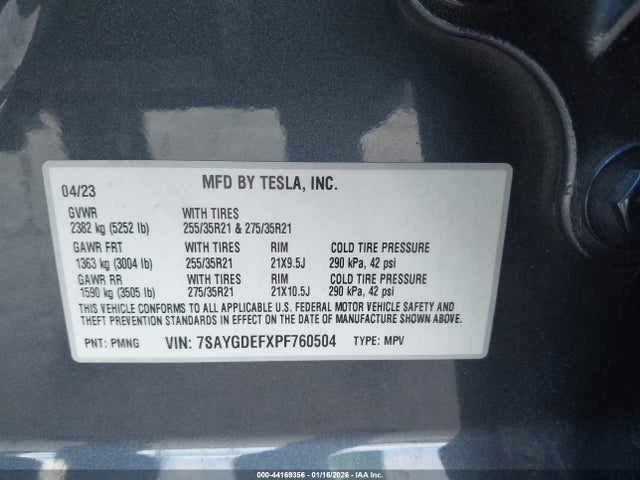 04/23 MFD BY TESLA, INC.
GVWR WITH TIRES
2382 kg (5252 lb) 255/35R21 & 275/35R21
GAWR FRT WITH TIRES RIM COLD TIRE PRESSURE
1363 kg (3004 lb) 255/35R21 21X9.5J 290 kPa, 42 psi
GAWR RR WITH TIRES RIM COLD TIRE PRESSURE
1590 kg (3505 lb) 275/35R21 21X10.5J 290 kPa, 42 psi
THIS VEHICLE CONFORMS TO ALL APPLICABLE U.S. FEDERAL MOTOR VEHICLE SAFETY AND
THEFT PREVENTION STANDARDS IN EFFECT ON THE DATE OF MANUFACTURE SHOWN ABOVE.
PNT: PMNG VIN: 7SAYGDEFXPF760504 TYPE: MPV
000-44169356 - 01/16/2026 - IAA Inc.